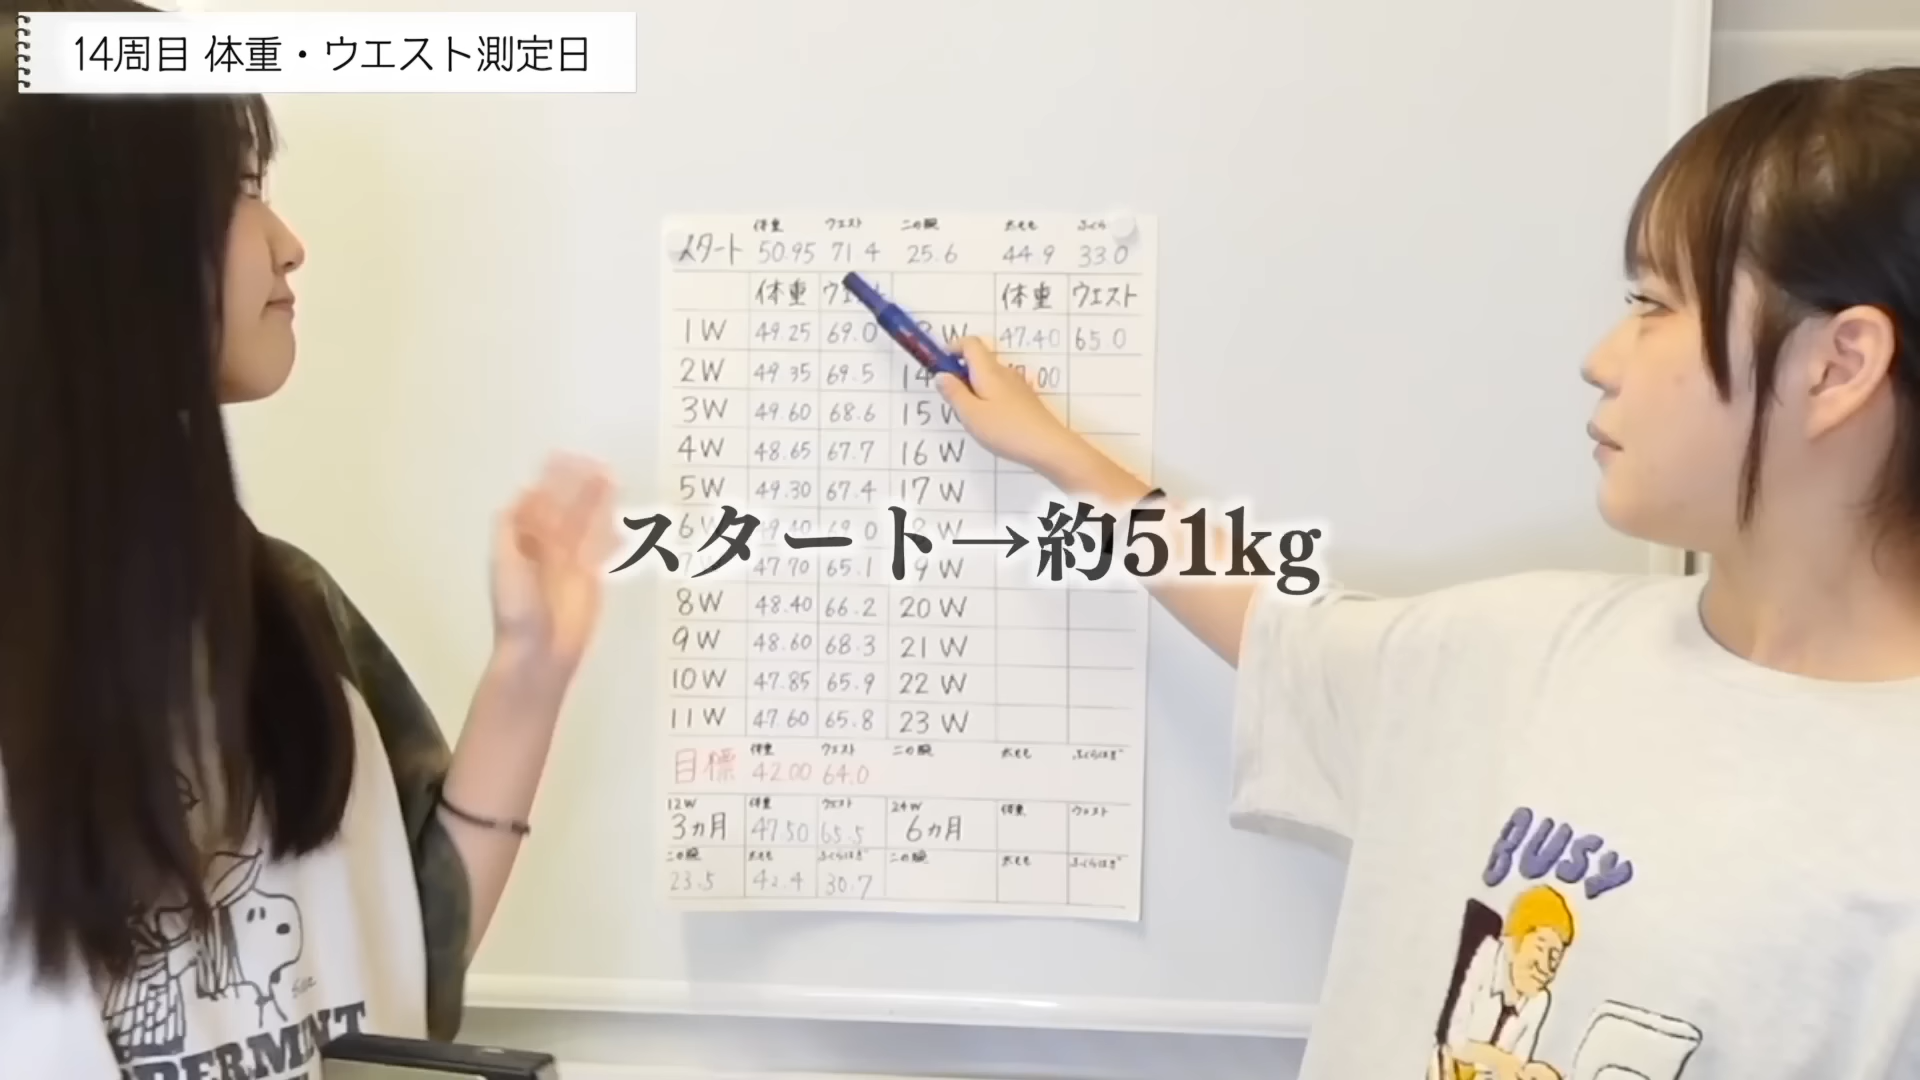 14周目 体重・ウエスト測定日
体重 ウエスト 二の腕 太もも ふくら
スタート 50.95 71.4 25.6 44.9 33.0
体重 体重 ウエスト
1W 49.25 69.0 W 47.40 65.0
2W 49.35 69.5 14 .00
3W 49.60 68.6 15W
4W 48.65 67.7 16W
5W 49.30 67.4 17W
スタート→約51kg
47.70 65.1 9W
8W 48.40 66.2 20W
9W 48.60 68.3 21W
10W 47.85 65.9 22W
11W 47.60 65.8 23W
体重 ウエスト 二の腕 太もも ふくらはぎ
目標 42.00 64.0
12W 体重 ウエスト 24W 体重 ウエスト
3カ月 47.50 65.5 6カ月
二の腕 太もも ふくらはぎ 二の腕 太もも ふくらはぎ
23.5 42.4 30.7
BUSY